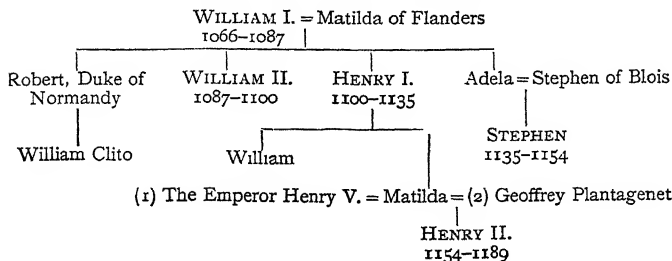 WILLIAM I. = Matilda of Flanders
1066–1087
Robert, Duke of Normandy
WILLIAM II.
1087–1100
HENRY I.
1100–1135
Adela = Stephen of Blois
William Clito
William
STEPHEN
1135–1154
(1) The Emperor Henry V. = Matilda = (2) Geoffrey Plantagenet
HENRY II.
1154–1189